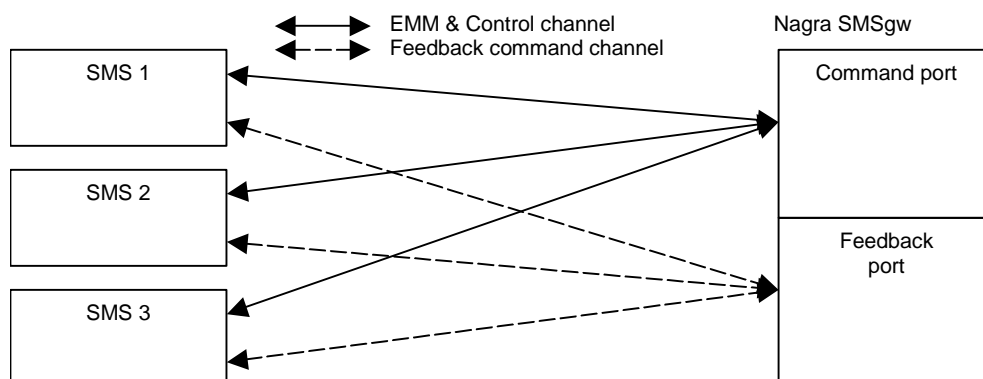 EMM & Control channel
Feedback command channel
Nagra SMSgw
SMS 1
SMS 2
SMS 3
Command port
Feedback
port